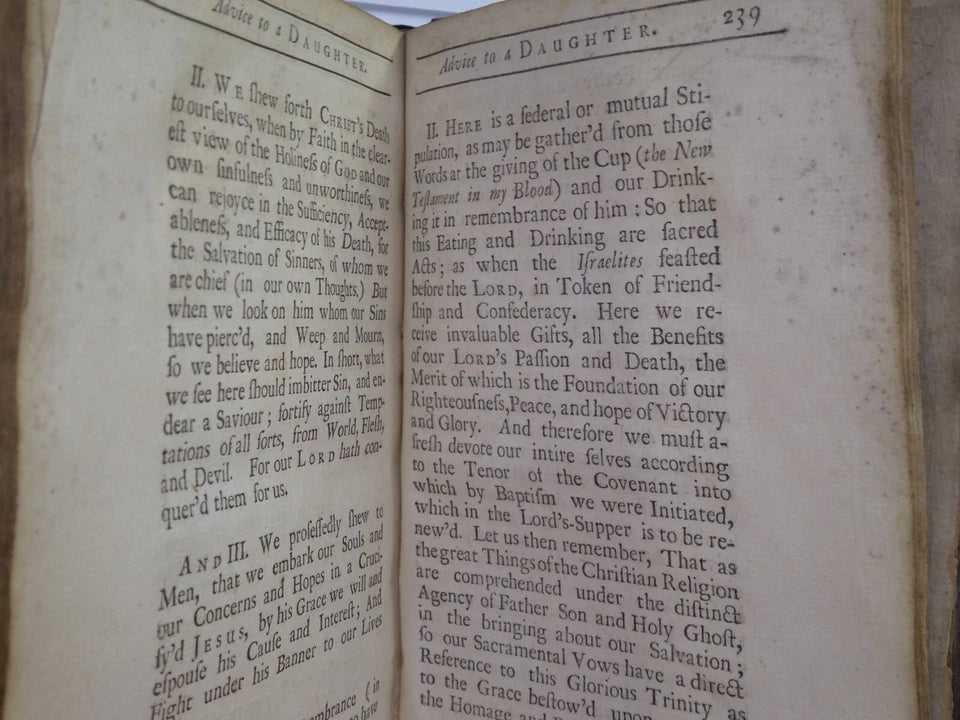 Advice to a DAUGHTER.
II. WE ſhew forth CHRIST's Death
to ourſelves, when by Faith in the clear-
eſt view of the Holineſs of GOD and our
own ſinfulneſs and unworthineſs, we
can rejoyce in the Sufficiency, Accept-
ableneſs, and Efficacy of his Death, for
the Salvation of Sinners, of whom we
are chief (in our own Thoughts.) But
when we look on him whom our Sins
have pierc'd, and Weep and Mourn,
ſo we believe and hope. In ſhort, what
we ſee here ſhould imbitter Sin, and en-
dear a Saviour; fortify againſt Temp-
tations of all ſorts, from World, Fleſh,
and Devil. For our LORD hath con-
quer'd them for us.
AND III. We profeſſedly ſhew to
Men, that we embark our Souls and
our Concerns and Hopes in a Cruci-
fy'd JESUS, by his Grace we will and
eſpouſe his Cauſe and Intereſt; And
Fight under his Banner to our Lives
(in
to have
Advice to a DAUGHTER. 239
II. HERE is a federal or mutual Sti-
pulation, as may be gather'd from thoſe
Words at the giving of the Cup (the New
Teſtament in my Blood) and our Drink-
ing it in remembrance of him : So that
this Eating and Drinking are ſacred
Acts; as when the Iſraelites feaſted
before the LORD, in Token of Friend-
ſhip and Confederacy. Here we re-
ceive invaluable Gifts, all the Benefits
of our LORD's Paſſion and Death, the
Merit of which is the Foundation of our
Righteouſneſs, Peace, and hope of Victory
and Glory. And therefore we muſt a-
freſh devote our intire ſelves according
to the Tenor of the Covenant into
which by Baptiſm we were Initiated,
which in the Lord's-Supper is to be re-
new'd. Let us then remember, That as
the great Things of the Chriſtian Religion
are comprehended under the diſtinct
Agency of Father Son and Holy Ghoſt,
in the bringing about our Salvation ;
ſo our Sacramental Vows have a direct
Reference to this Glorious Trinity as
to the Grace beſtow'd upon
the Homage and